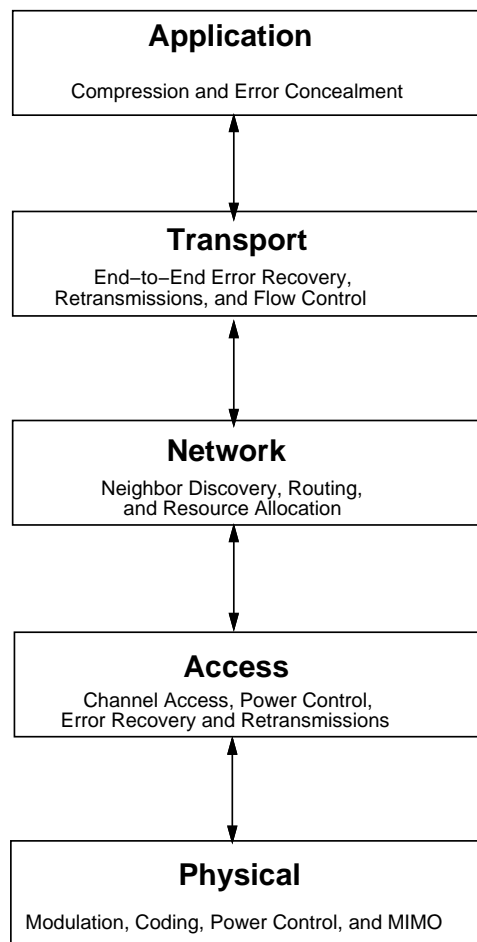 Application
Compression and Error Concealment
Transport
End−to−End Error Recovery,
Retransmissions, and Flow Control
Network
Neighbor Discovery, Routing,
and Resource Allocation
Access
Channel Access, Power Control,
Error Recovery and Retransmissions
Physical
Modulation, Coding, Power Control, and MIMO